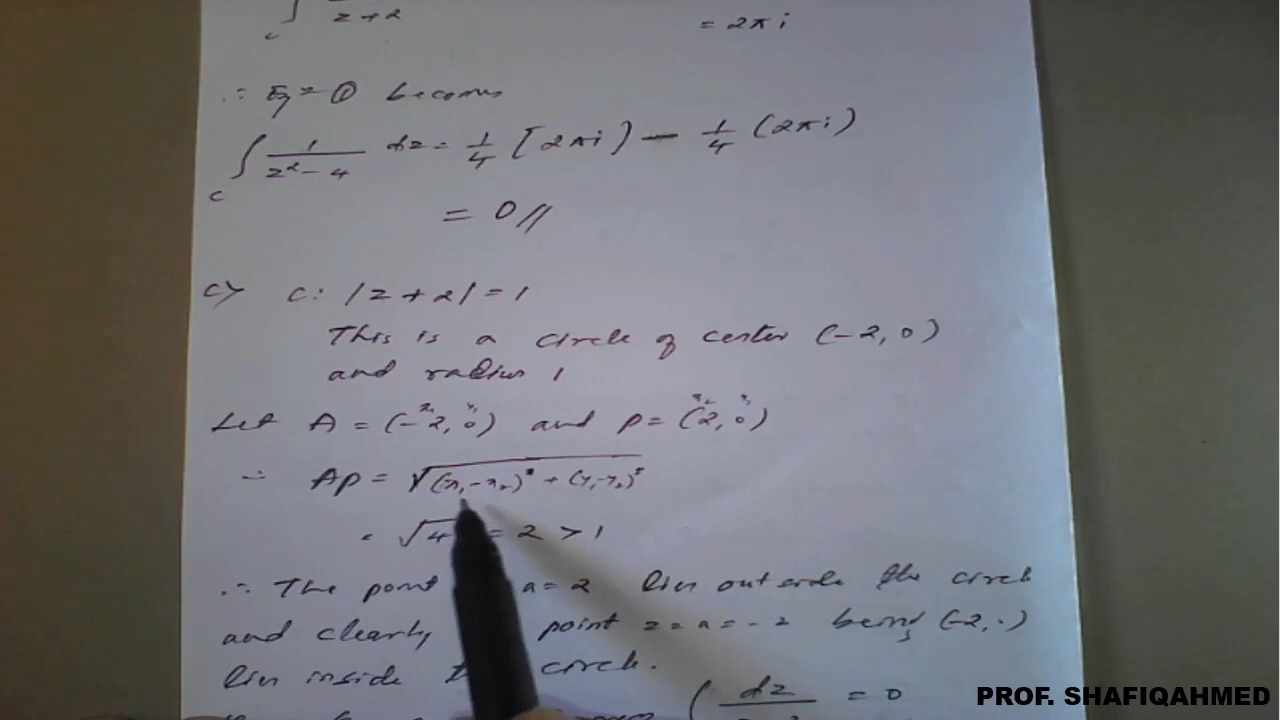 ∫ z+2
c
= 2πi
∴ Eqⁿ ① becomes
∫ 1/(z²-4) dz = 1/4 [2πi) - 1/4 (2πi)
c
= 0//
c> c: |z+2| = 1
This is a circle of center (-2, 0)
and radius 1
Let A = (-2, 0) and P = (2, 0)
∴ AP = √(x₁-x₂)² + (y₁-y₂)²
= √4 = 2 > 1
∴ The point a = 2 lies outside the circle
and clearly point z = a = -2 being (-2, 0)
lies inside circle.
∫ dz = 0
PROF. SHAFIQAHMED